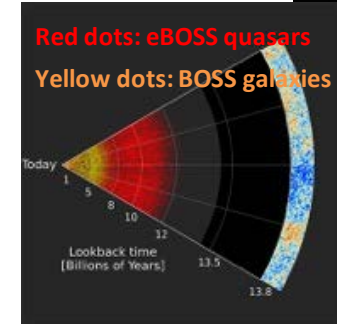 Red dots: eBOSS quasars
Yellow dots: BOSS galaxies
Today
1
5
8
10
12
13.5
13.8
Lookback time
[Billions of Years]